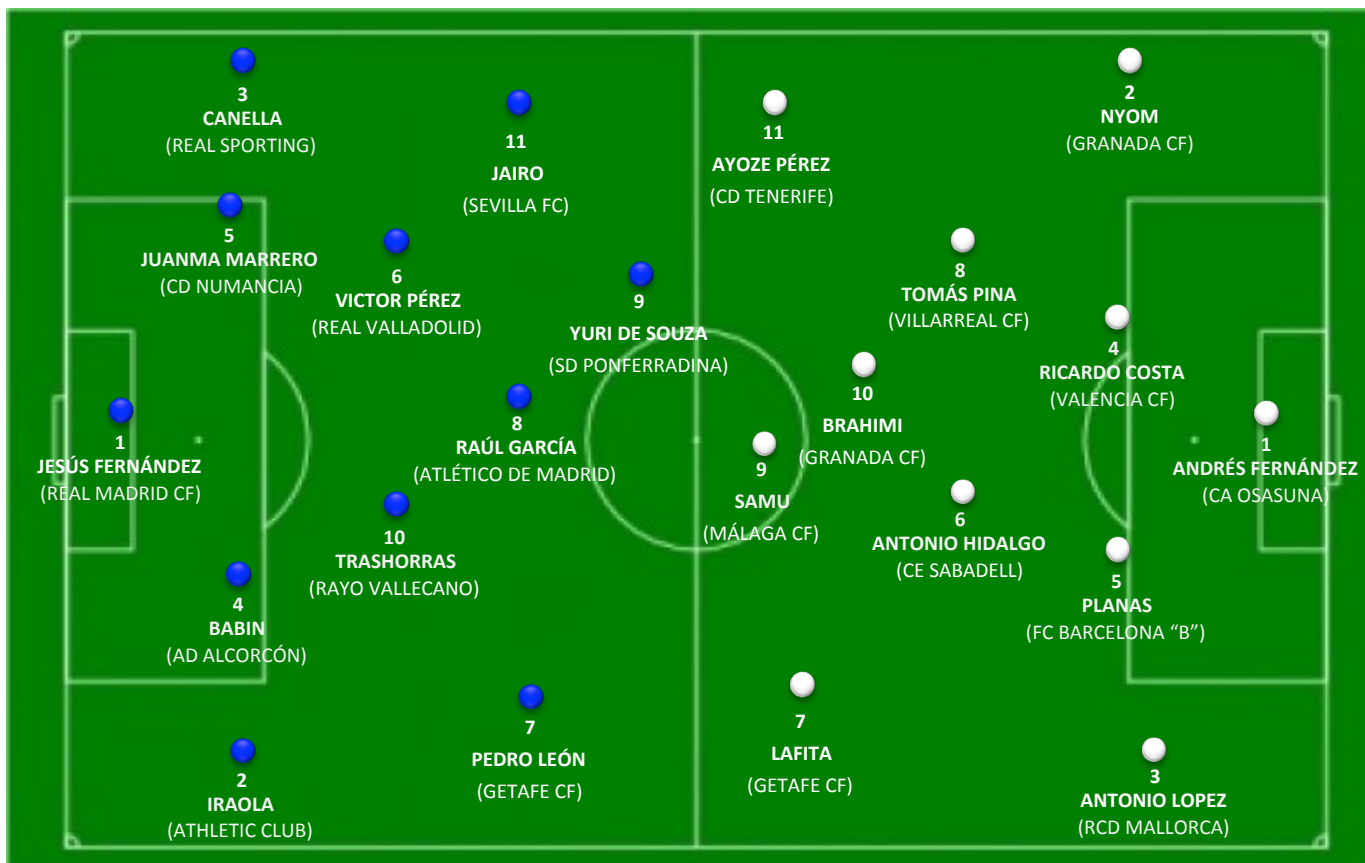 3
CANELLA
(REAL SPORTING)
5
JUANMA MARRERO
(CD NUMANCIA)
1
JESÚS FERNÁNDEZ
(REAL MADRID CF)
4
BABIN
(AD ALCORCÓN)
2
IRAOLA
(ATHLETIC CLUB)
6
VICTOR PÉREZ
(REAL VALLADOLID)
10
TRASHORRAS
(RAYO VALLECANO)
11
JAIRO
(SEVILLA FC)
8
RAÚL GARCÍA
(ATLÉTICO DE MADRID)
7
PEDRO LEÓN
(GETAFE CF)
9
YURI DE SOUZA
(SD PONFERRADINA)
11
AYOZE PÉREZ
(CD TENERIFE)
9
SAMU
(MÁLAGA CF)
7
LAFITA
(GETAFE CF)
10
BRAHIMI
(GRANADA CF)
8
TOMÁS PINA
(VILLARREAL CF)
6
ANTONIO HIDALGO
(CE SABADELL)
2
NYOM
(GRANADA CF)
4
RICARDO COSTA
(VALENCIA CF)
5
PLANAS
(FC BARCELONA “B”)
3
ANTONIO LOPEZ
(RCD MALLORCA)
1
ANDRÉS FERNÁNDEZ
(CA OSASUNA)